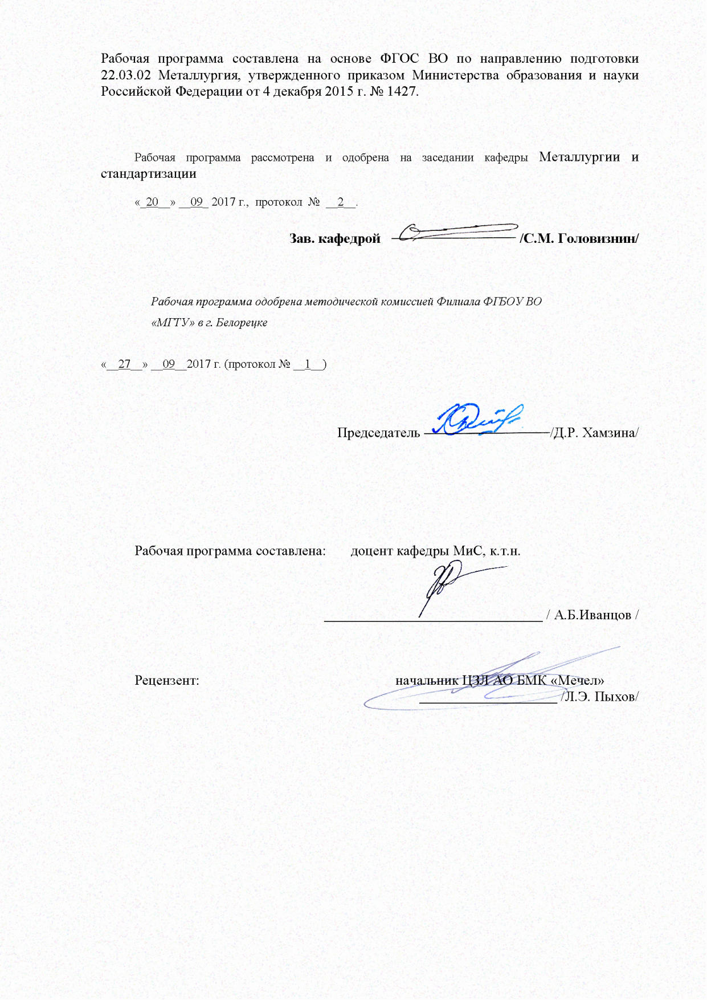 Рабочая программа составлена на основе ФГОС ВО по направлению подготовки
22.03.02 Металлургия, утвержденного приказом Министерства образования и науки
Российской Федерации от 4 декабря 2015 г. № 1427.
Рабочая программа рассмотрена и одобрена на заседании кафедры Металлургии и
стандартизации
«_20__» __09_ 2017 г., протокол № __2__.
Зав. кафедрой /С.М. Головизнин/
Рабочая программа одобрена методической комиссией Филиала ФГБОУ ВО
«МГТУ» в г. Белорецке
«__27__» __09__2017 г. (протокол № __1__)
Председатель /Д.Р. Хамзина/
Рабочая программа составлена: доцент кафедры МиС, к.т.н.
/ А.Б.Иванцов /
Рецензент: начальник ЦЗЛ АО БМК «Мечел»
/Л.Э. Пыхов/